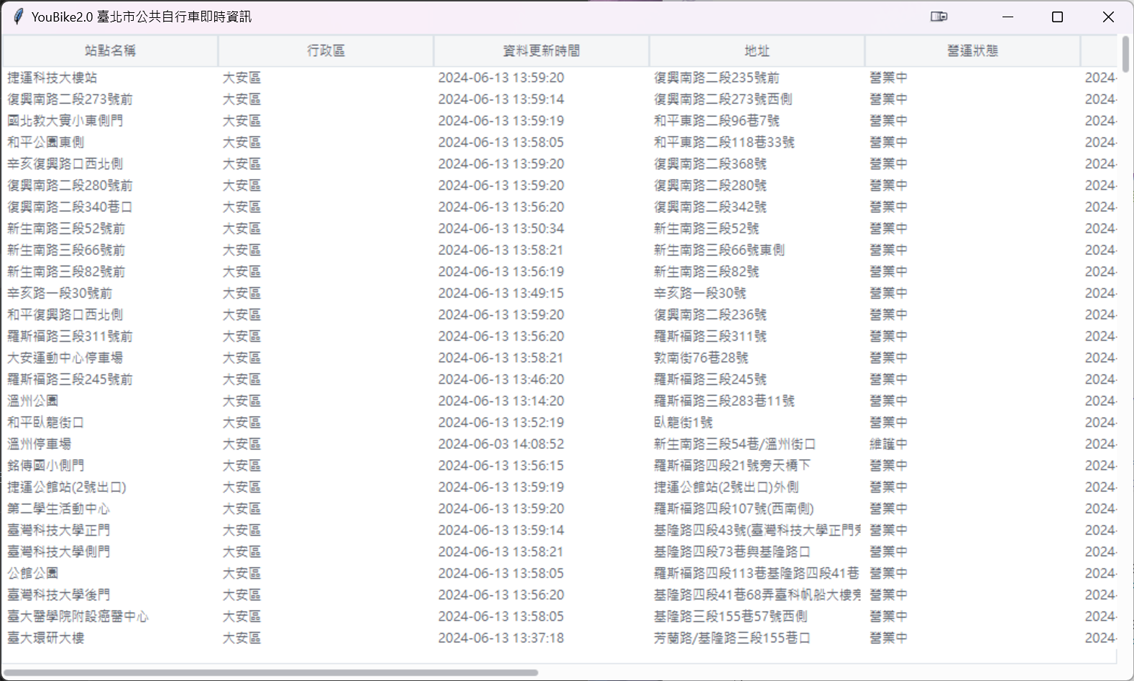 YouBike2.0 臺北市公共自行車即時資訊
站點名稱 行政區 資料更新時間 地址 營運狀態
捷運科技大樓站 大安區 2024-06-13 13:59:20 復興南路二段235號前 營業中 2024-
復興南路二段273號前 大安區 2024-06-13 13:59:14 復興南路二段273號西側 營業中 2024-
國北教大實小東側門 大安區 2024-06-13 13:59:19 和平東路二段96巷7號 營業中 2024-
和平公園東側 大安區 2024-06-13 13:58:05 和平東路二段118巷33號 營業中 2024-
辛亥復興路口西北側 大安區 2024-06-13 13:59:20 復興南路二段368號 營業中 2024-
復興南路二段280號前 大安區 2024-06-13 13:59:20 復興南路二段280號 營業中 2024-
復興南路二段340巷口 大安區 2024-06-13 13:56:20 復興南路二段342號 營業中 2024-
新生南路三段52號前 大安區 2024-06-13 13:50:34 新生南路三段52號 營業中 2024-
新生南路三段66號前 大安區 2024-06-13 13:58:21 新生南路三段66號東側 營業中 2024-
新生南路三段82號前 大安區 2024-06-13 13:56:19 新生南路三段82號 營業中 2024-
辛亥路一段30號前 大安區 2024-06-13 13:49:15 辛亥路一段30號 營業中 2024-
和平復興路口西北側 大安區 2024-06-13 13:59:20 復興南路二段236號 營業中 2024-
羅斯福路三段311號前 大安區 2024-06-13 13:56:20 羅斯福路三段311號 營業中 2024-
大安運動中心停車場 大安區 2024-06-13 13:58:21 敦南街76巷28號 營業中 2024-
羅斯福路三段245號前 大安區 2024-06-13 13:46:20 羅斯福路三段245號 營業中 2024-
溫州公園 大安區 2024-06-13 13:14:20 羅斯福路三段283巷11號 營業中 2024-
和平臥龍街口 大安區 2024-06-13 13:52:19 臥龍街1號 營業中 2024-
溫州停車場 大安區 2024-06-03 14:08:52 新生南路三段54巷/溫州街口 維護中 2024-
銘傳國小側門 大安區 2024-06-13 13:56:15 羅斯福路四段21號旁天橋下 營業中 2024-
捷運公館站(2號出口) 大安區 2024-06-13 13:59:19 捷運公館站(2號出口)外側 營業中 2024-
第二學生活動中心 大安區 2024-06-13 13:59:20 羅斯福路四段107號(西南側) 營業中 2024-
臺灣科技大學正門 大安區 2024-06-13 13:59:14 基隆路四段43號(臺灣科技大學正門旁 營業中 2024-
臺灣科技大學側門 大安區 2024-06-13 13:58:21 基隆路四段73巷與基隆路口 營業中 2024-
公館公園 大安區 2024-06-13 13:58:05 羅斯福路四段113巷基隆路四段41巷 營業中 2024-
臺灣科技大學後門 大安區 2024-06-13 13:56:20 基隆路四段41巷68弄臺科帆船大樓旁 營業中 2024-
臺大醫學院附設癌醫中心 大安區 2024-06-13 13:58:05 基隆路三段155巷57號西側 營業中 2024-
臺大環研大樓 大安區 2024-06-13 13:37:18 芳蘭路/基隆路三段155巷口 營業中 2024-